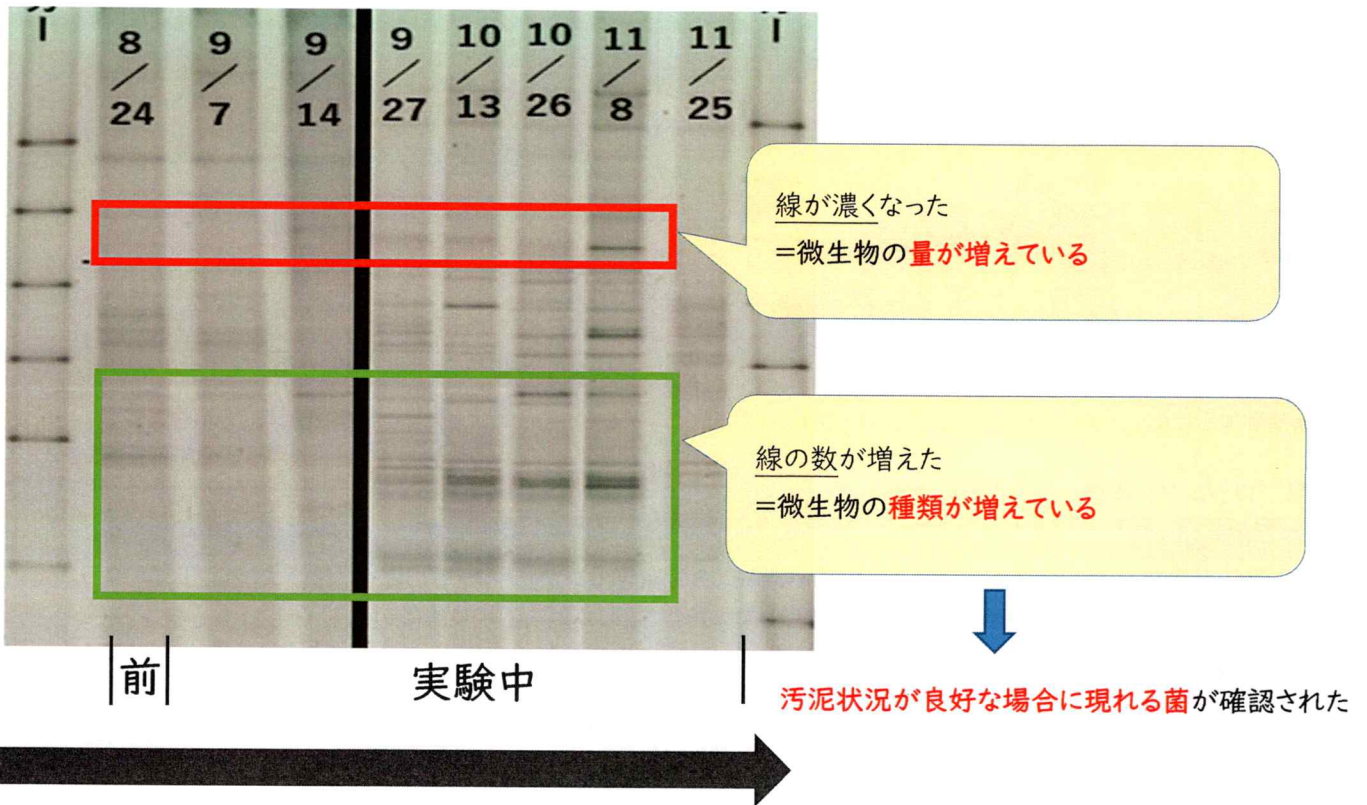 カー
8/24
9/7
9/14
9/27
10/13
10/26
11/8
11/25
カー
線が濃くなった
=微生物の量が増えている
線の数が増えた
=微生物の種類が増えている
前
実験中
汚泥状況が良好な場合に現れる菌が確認された